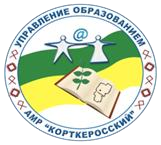 УПРАВЛЕНИЕ ОБРАЗОВАНИЕМ
@
АМР "КОРТКЕРОССКИЙ"